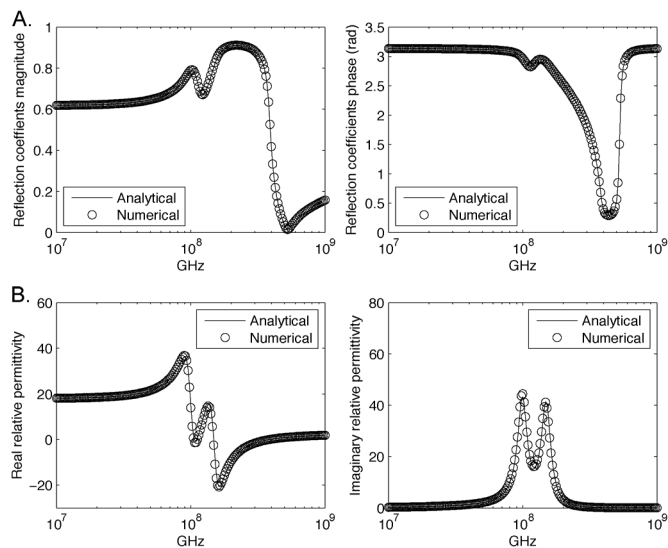 A.
Reflection coeffients magnitude
1
0.8
0.6
0.4
0.2
0
Analytical
Numerical
10^7
10^8
10^9
GHz
Reflection coefficients phase (rad)
3.5
3
2.5
2
1.5
1
0.5
0
Analytical
Numerical
10^7
10^8
10^9
GHz
B.
Real relative permittivity
60
40
20
0
−20
Analytical
Numerical
10^7
10^8
10^9
GHz
Imaginary relative permittivity
80
60
40
20
0
Analytical
Numerical
10^7
10^8
10^9
GHz